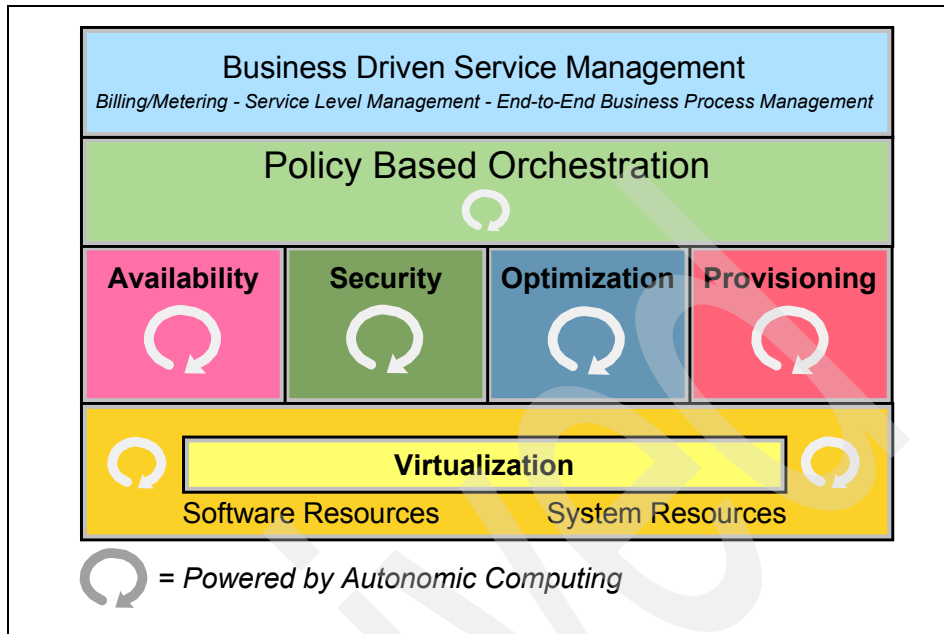 Business Driven Service Management
Billing/Metering - Service Level Management - End-to-End Business Process Management
Policy Based Orchestration
Availability
Security
Optimization
Provisioning
Virtualization
Software Resources
System Resources
= Powered by Autonomic Computing